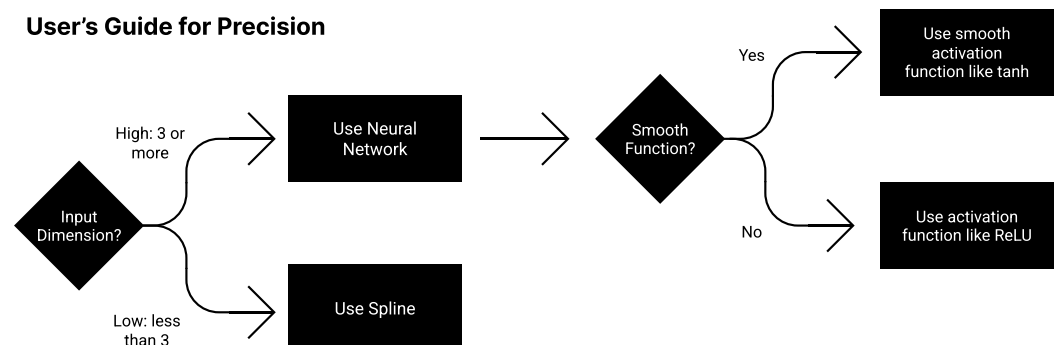 User’s Guide for Precision
Input
Dimension?
High: 3 or
more
Low: less
than 3
Use Neural
Network
Use Spline
Smooth
Function?
Yes
No
Use smooth
activation
function like tanh
Use activation
function like ReLU